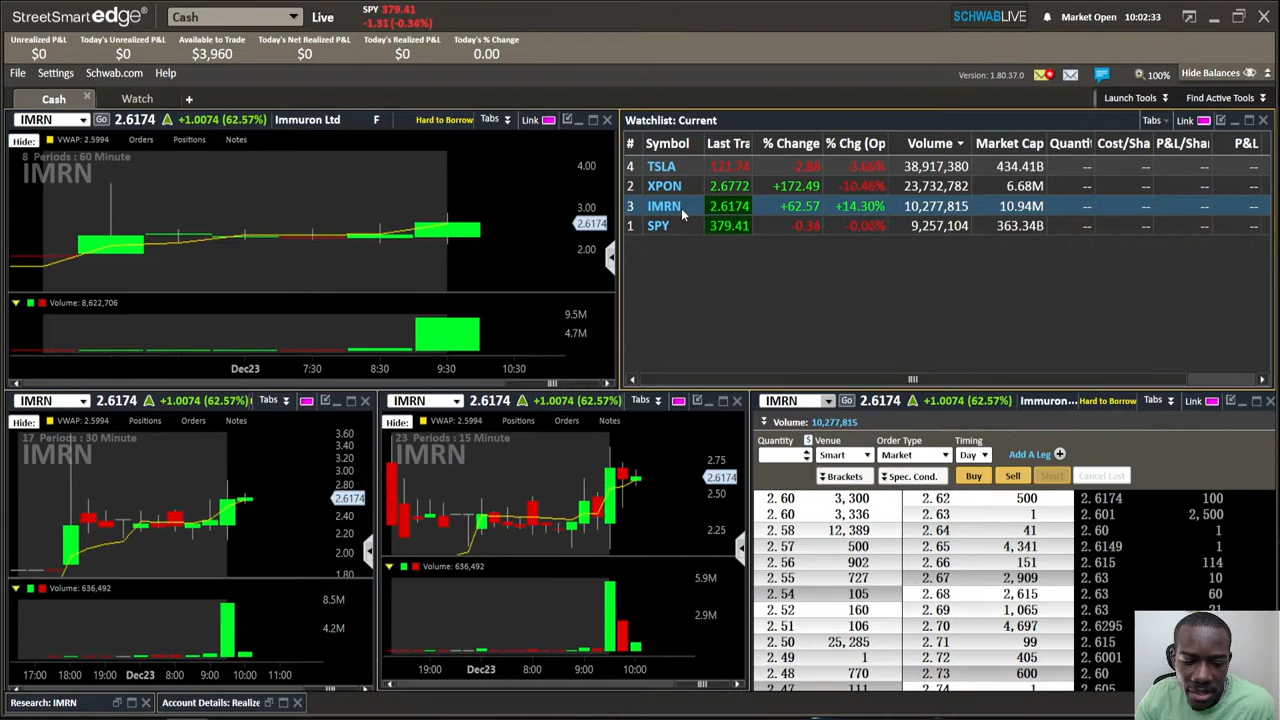 StreetSmart edge®
Cash
Live
SPY 379.41
-1.31 (-0.34%)
SCHWABLIVE
Market Open
10:02:33
Unrealized P&L
$0
Today's Unrealized P&L
$0
Available to Trade
$3,960
Today's Net Realized P&L
$0
Today's Realized P&L
$0
Today's % Change
0.00
File Settings Schwab.com Help
Version: 1.80.37.0
100%
Hide Balances
Cash
Watch
+
Launch Tools
Find Active Tools
IMRN Go 2.6174 +1.0074 (62.57%) Immuron Ltd F Hard to Borrow Tabs Link
Hide: VWAP: 2.5994 Orders Positions Notes
8 Periods : 60 Minute
IMRN
4.00
3.00
2.6174
2.00
Volume: 8,622,706
9.5M
4.7M
Dec23 7:30 8:30 9:30 10:30
Watchlist: Current Tabs Link
# Symbol Last Tra % Change % Chg (Op Volume Market Cap Quanti Cost/Sha P&L/Shar P&L
4 TSLA 121.74 -2.88 -3.66% 38,917,380 434.41B -- -- -- --
2 XPON 2.6772 +172.49 -10.46% 23,732,782 6.68M -- -- -- --
3 IMRN 2.6174 +62.57 +14.30% 10,277,815 10.94M -- -- -- --
1 SPY 379.41 -0.34 -0.06% 9,257,104 363.34B -- -- -- --
IMRN 2.6174 +1.0074 (62.57%) Tabs
Hide: VWAP: 2.5994 Positions Orders Notes
17 Periods : 30 Minute
IMRN
3.60
3.40
3.20
3.00
2.80
2.6174
2.40
2.20
2.00
1.80
Volume: 636,492
8.5M
4.2M
17:00 18:00 Dec23 8:00 9:00 10:00 11:00
IMRN 2.6174 +1.0074 (62.57%) Tabs
Hide: VWAP: 2.5994 Positions Orders Notes
23 Periods : 15 Minute
IMRN
2.75
2.6174
2.50
2.25
Volume: 636,492
5.9M
2.9M
19:00 Dec23 8:00 9:00 10:00
IMRN Go 2.6174 +1.0074 (62.57%) Immuron... Hard to Borrow Tabs Link
Volume: 10,277,815
Quantity $ Venue Order Type Timing
Smart Market Day Add A Leg
Brackets Spec. Cond. Buy Sell Short Cancel Last
2.60 3,300 2.62 500 2.6174 100
2.60 3,336 2.63 1 2.601 2,500
2.58 12,389 2.64 41 2.60 1
2.57 500 2.65 4,341 2.6149 1
2.56 902 2.66 151 2.615 114
2.55 727 2.67 2,909 2.63 10
2.54 105 2.68 2,615 2.63 60
2.52 160 2.69 1,065 2.63 21
2.51 106 2.70 4,697 2.6295
2.50 25,285 2.71 99 2.615
2.49 1 2.72 405 2.6001
2.48 770 2.73 600 2.63
2.47 111 2.74 1 2.605
Research: IMRN
Account Details: Realize